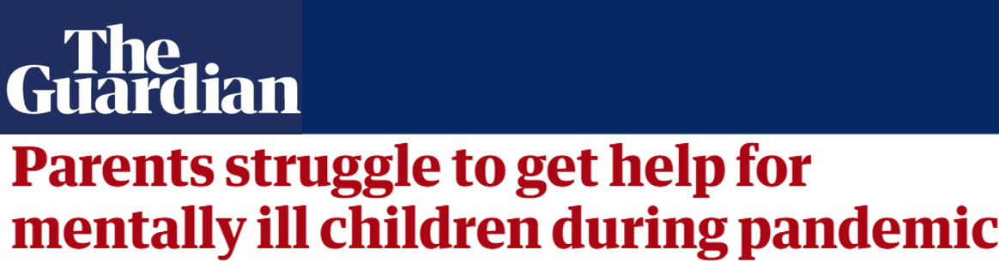 The
Guardian
Parents struggle to get help for
mentally ill children during pandemic